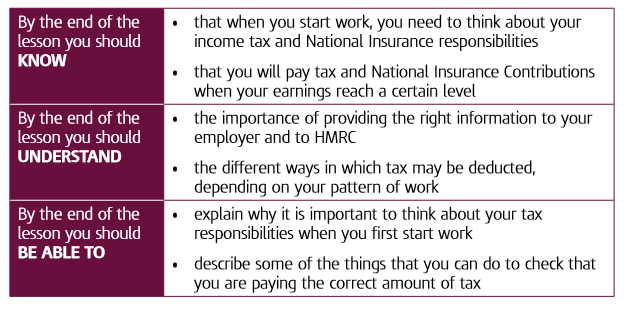 By the end of the
lesson you should
KNOW
• that when you start work, you need to think about your
income tax and National Insurance responsibilities
• that you will pay tax and National Insurance Contributions
when your earnings reach a certain level
By the end of the
lesson you should
UNDERSTAND
• the importance of providing the right information to your
employer and to HMRC
• the different ways in which tax may be deducted,
depending on your pattern of work
By the end of the
lesson you should
BE ABLE TO
• explain why it is important to think about your tax
responsibilities when you first start work
• describe some of the things that you can do to check that
you are paying the correct amount of tax